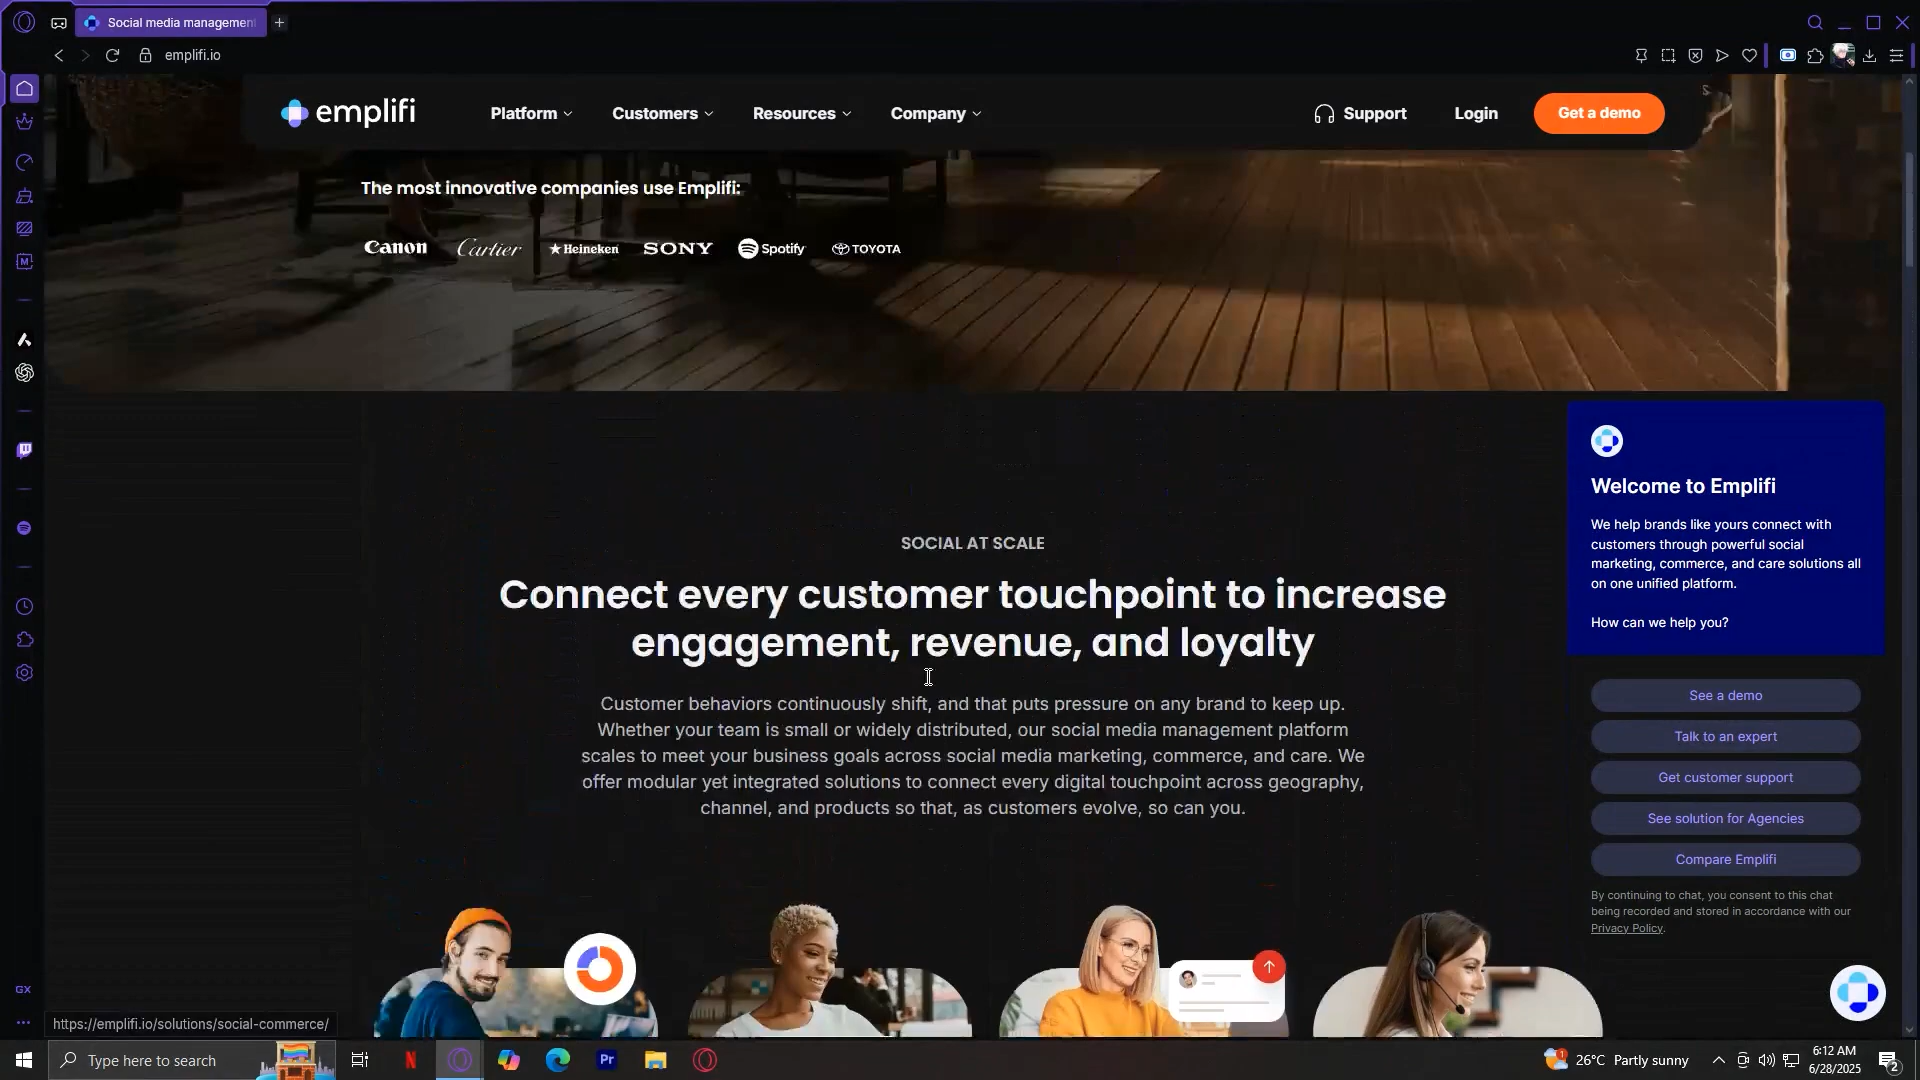 Social media managemen
emplifi.io
emplifi
Platform
Customers
Resources
Company
Support
Login
Get a demo
The most innovative companies use Emplifi:
Canon
Cartier
Heineken
SONY
Spotify
TOYOTA
SOCIAL AT SCALE
Connect every customer touchpoint to increase
engagement, revenue, and loyalty
Customer behaviors continuously shift, and that puts pressure on any brand to keep up.
Whether your team is small or widely distributed, our social media management platform
scales to meet your business goals across social media marketing, commerce, and care. We
offer modular yet integrated solutions to connect every digital touchpoint across geography,
channel, and products so that, as customers evolve, so can you.
Welcome to Emplifi
We help brands like yours connect with
customers through powerful social
marketing, commerce, and care solutions all
on one unified platform.
How can we help you?
See a demo
Talk to an expert
Get customer support
See solution for Agencies
Compare Emplifi
By continuing to chat, you consent to this chat
being recorded and stored in accordance with our
Privacy Policy.
GX
https://emplifi.io/solutions/social-commerce/
Type here to search
N
Pr
1
26°C Partly sunny
6:12 AM
6/28/2025
2